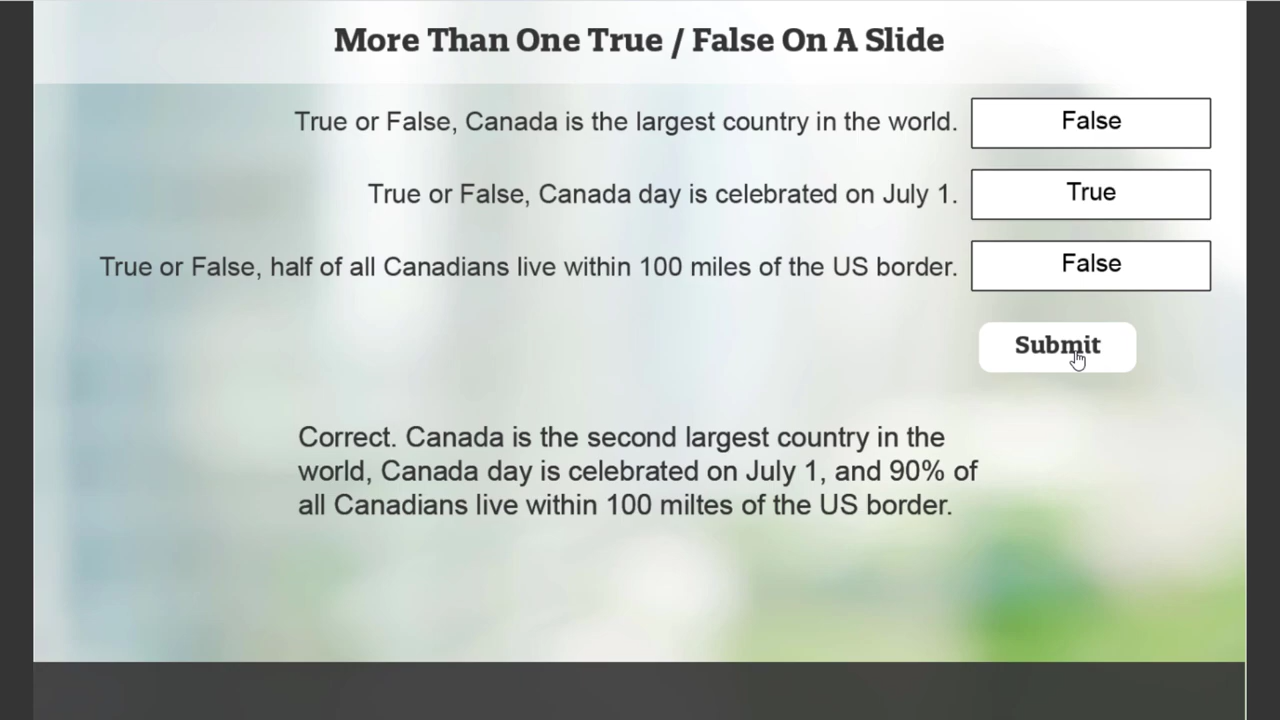 More Than One True / False On A Slide
True or False, Canada is the largest country in the world.
False
True or False, Canada day is celebrated on July 1.
True
True or False, half of all Canadians live within 100 miles of the US border.
False
Submit
Correct. Canada is the second largest country in the
world, Canada day is celebrated on July 1, and 90% of
all Canadians live within 100 miltes of the US border.